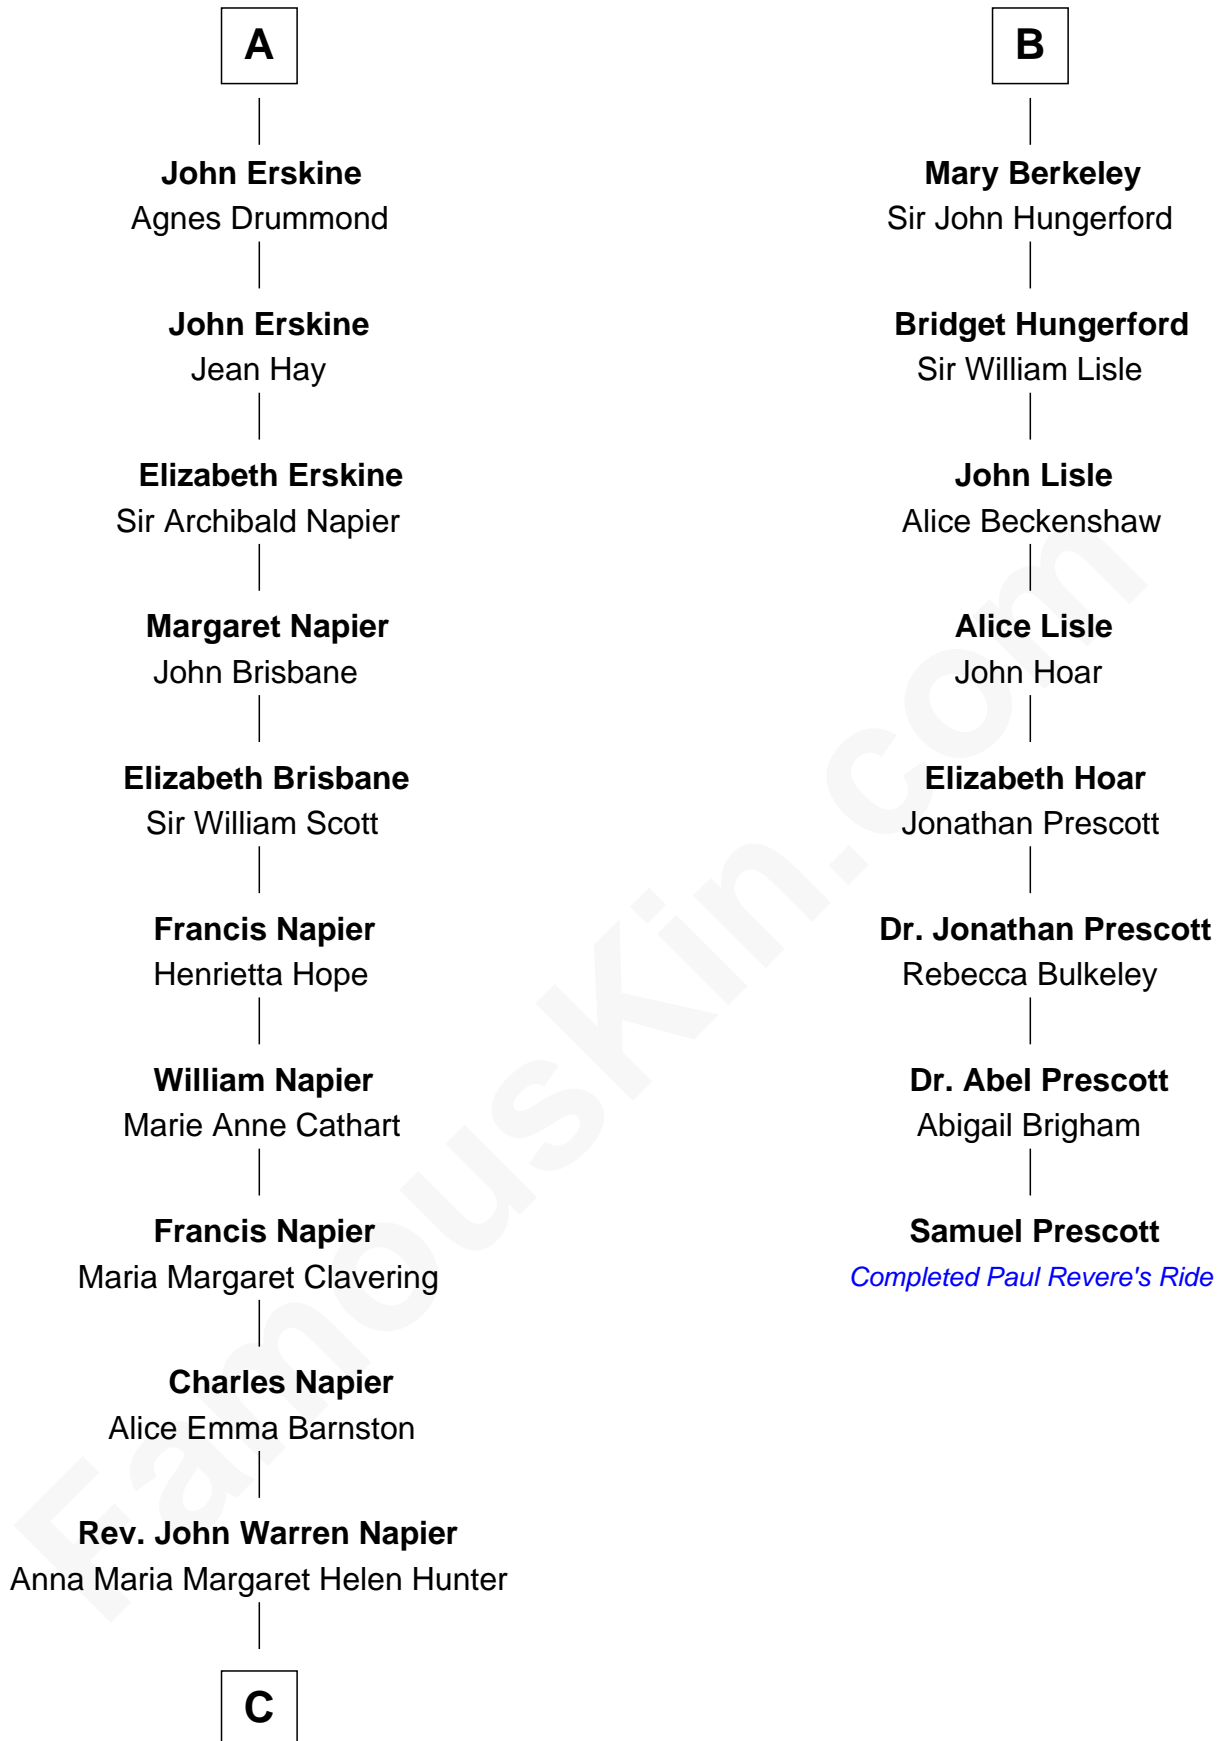 A
John Erskine
Agnes Drummond
John Erskine
Jean Hay
Elizabeth Erskine
Sir Archibald Napier
Margaret Napier
John Brisbane
Elizabeth Brisbane
Sir William Scott
Francis Napier
Henrietta Hope
William Napier
Marie Anne Cathart
Francis Napier
Maria Margaret Clavering
Charles Napier
Alice Emma Barnston
Rev. John Warren Napier
Anna Maria Margaret Helen Hunter
C
B
Mary Berkeley
Sir John Hungerford
Bridget Hungerford
Sir William Lisle
John Lisle
Alice Beckenshaw
Alice Lisle
John Hoar
Elizabeth Hoar
Jonathan Prescott
Dr. Jonathan Prescott
Rebecca Bulkeley
Dr. Abel Prescott
Abigail Brigham
Samuel Prescott
Completed Paul Revere's Ride
FamousKin.com